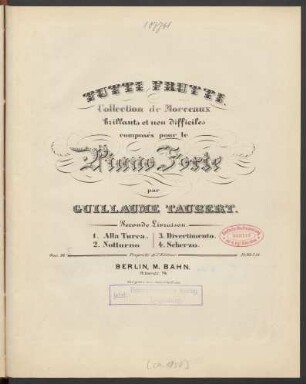 TUTTI FRUTTI.
Collection de Morceaux
brillants et non difficiles
composés pour le
Piano Forte
par
GUILLAUME TAUBERT.
Seconde Livraison.
1. Alla Turca. 3. Divertimento.
2. Notturno 4. Scherzo.
Propriété de l'Editeur
BERLIN, M. BAHN.